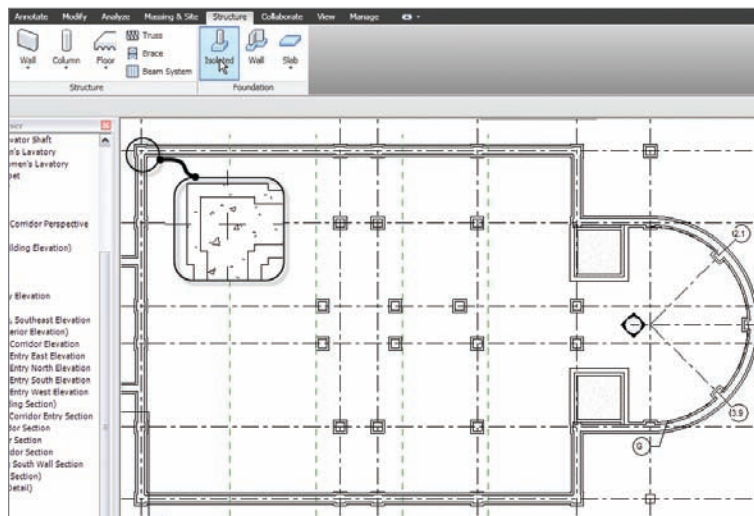 Annotate Modify Analyze Massing & Site Structure Collaborate View Manage
Truss
Brace
Beam System
Wall Column Floor
Isolated Wall Slab
Structure Foundation
vator Shaft
n's Lavatory
omen's Lavatory
pet
Corridor Perspective
ilding Elevation)
y Elevation
, Southeast Elevation
erior Elevation)
Corridor Elevation
Entry East Elevation
Entry North Elevation
Entry South Elevation
Entry West Elevation
ing Section)
Corridor Entry Section
dor Section
r Section
dor Section
South Wall Section
Section)
Detail)
2.1
3.9
G